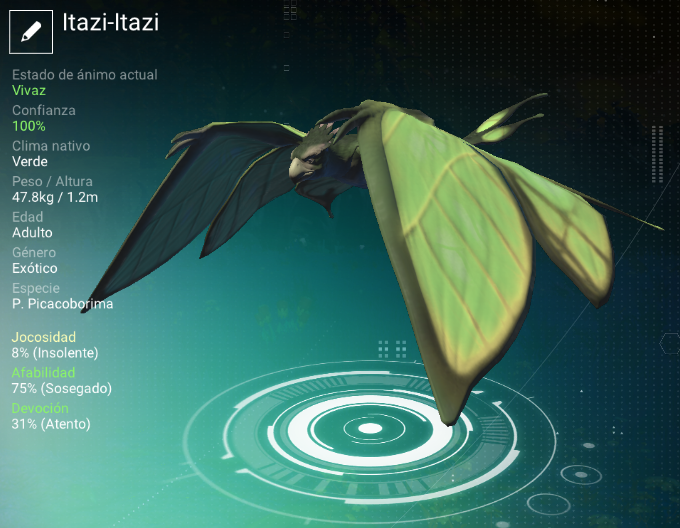 Itazi-Itazi
Estado de ánimo actual
Vivaz
Confianza
100%
Clima nativo
Verde
Peso / Altura
47.8kg / 1.2m
Edad
Adulto
Género
Exótico
Especie
P. Picacoborima
Jocosidad
8% (Insolente)
Afabilidad
75% (Sosegado)
Devoción
31% (Atento)